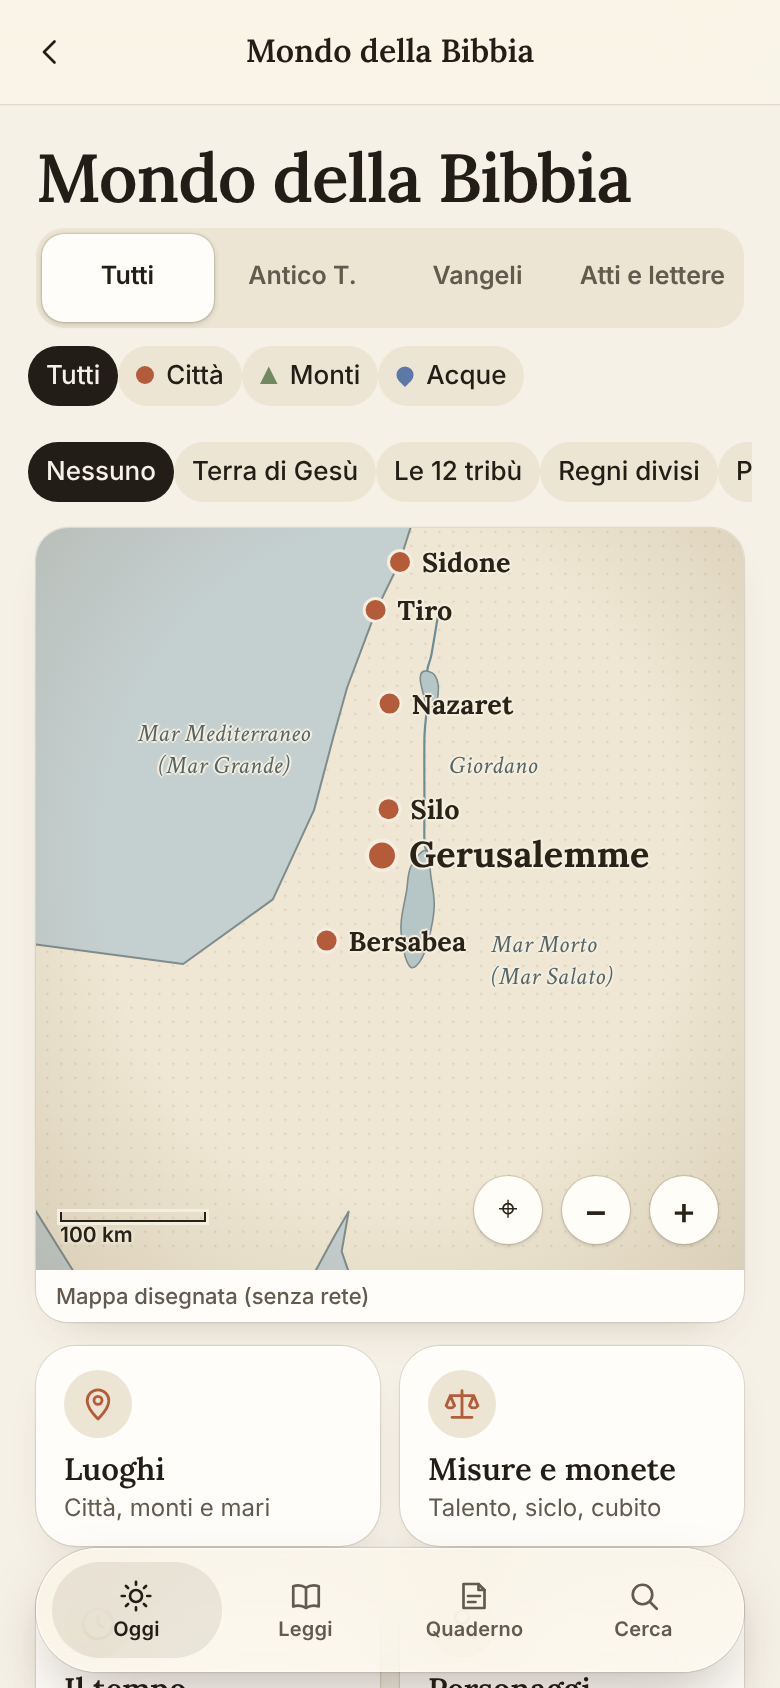 Mondo della Bibbia
Mondo della Bibbia
Tutti Antico T. Vangeli Atti e lettere
Tutti Città Monti Acque
Nessuno Terra di Gesù Le 12 tribù Regni divisi P
Sidone
Tiro
Nazaret
Mar Mediterraneo
(Mar Grande)
Giordano
Silo
Gerusalemme
Bersabea
Mar Morto
(Mar Salato)
100 km
Mappa disegnata (senza rete)
Luoghi
Città, monti e mari
Misure e monete
Talento, siclo, cubito
Oggi Leggi Quaderno Cerca
Il tempo
Personaggi